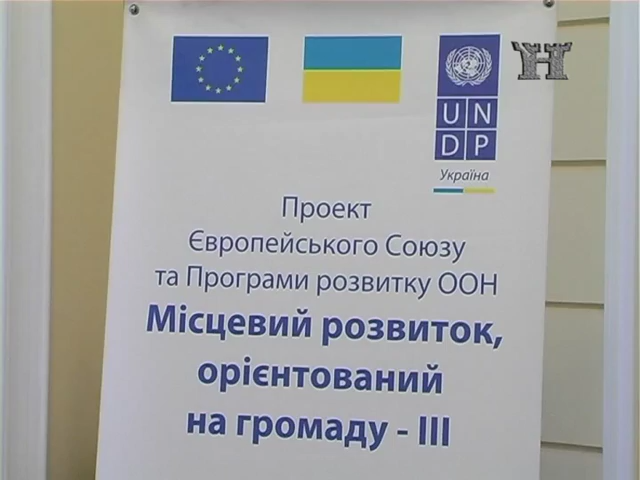 Н
UN
DP
Україна
Проект
Європейського Союзу
та Програми розвитку ООН
Місцевий розвиток,
орієнтований
на громаду - III